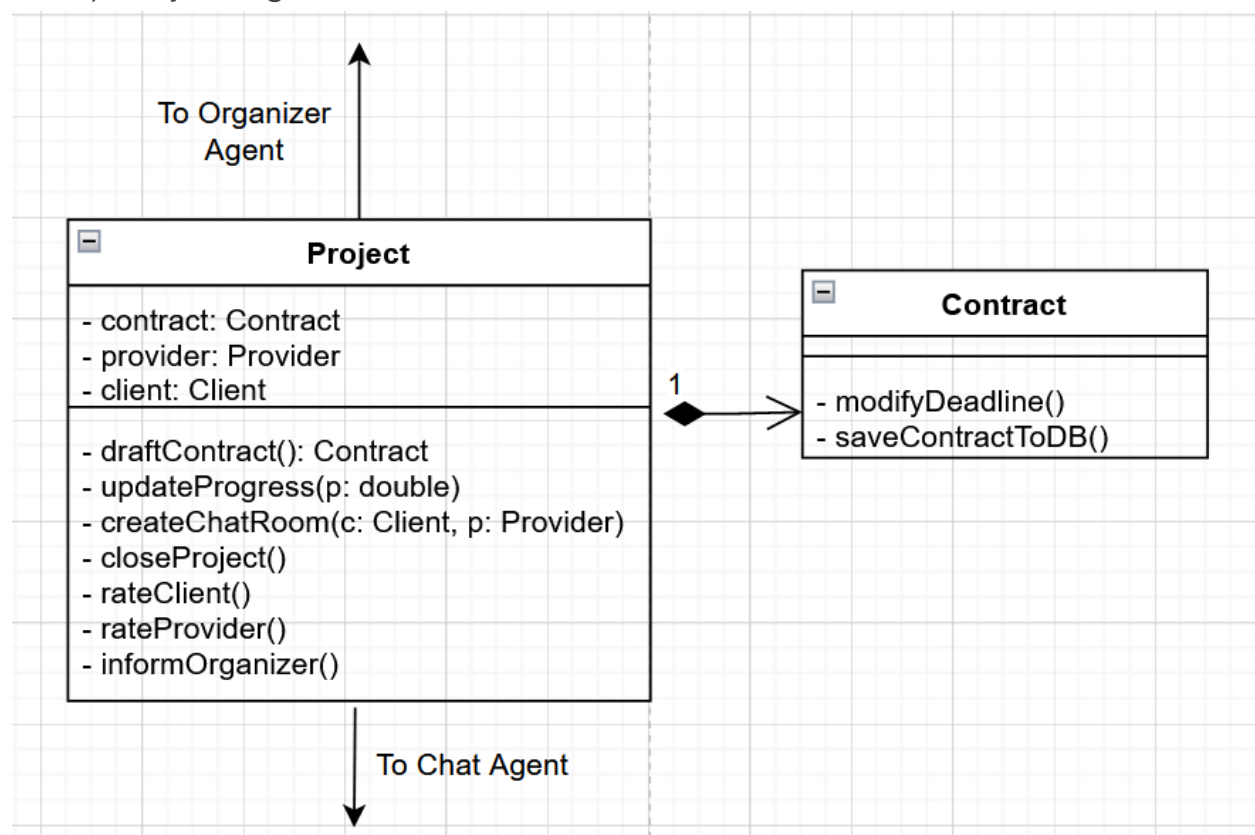 To Organizer
Agent
Project
- contract: Contract
- provider: Provider
- client: Client
- draftContract(): Contract
- updateProgress(p: double)
- createChatRoom(c: Client, p: Provider)
- closeProject()
- rateClient()
- rateProvider()
- informOrganizer()
1
Contract
- modifyDeadline()
- saveContractToDB()
To Chat Agent